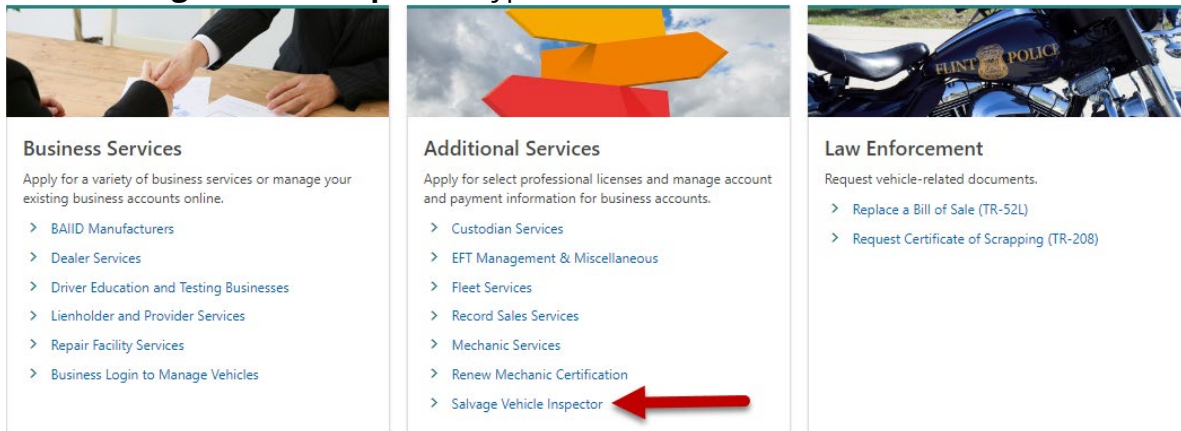 FLINT POLICE
Business Services
Apply for a variety of business services or manage your
existing business accounts online.
> BAIID Manufacturers
> Dealer Services
> Driver Education and Testing Businesses
> Lienholder and Provider Services
> Repair Facility Services
> Business Login to Manage Vehicles
Additional Services
Apply for select professional licenses and manage account
and payment information for business accounts.
> Custodian Services
> EFT Management & Miscellaneous
> Fleet Services
> Record Sales Services
> Mechanic Services
> Renew Mechanic Certification
> Salvage Vehicle Inspector
Law Enforcement
Request vehicle-related documents.
> Replace a Bill of Sale (TR-52L)
> Request Certificate of Scrapping (TR-208)